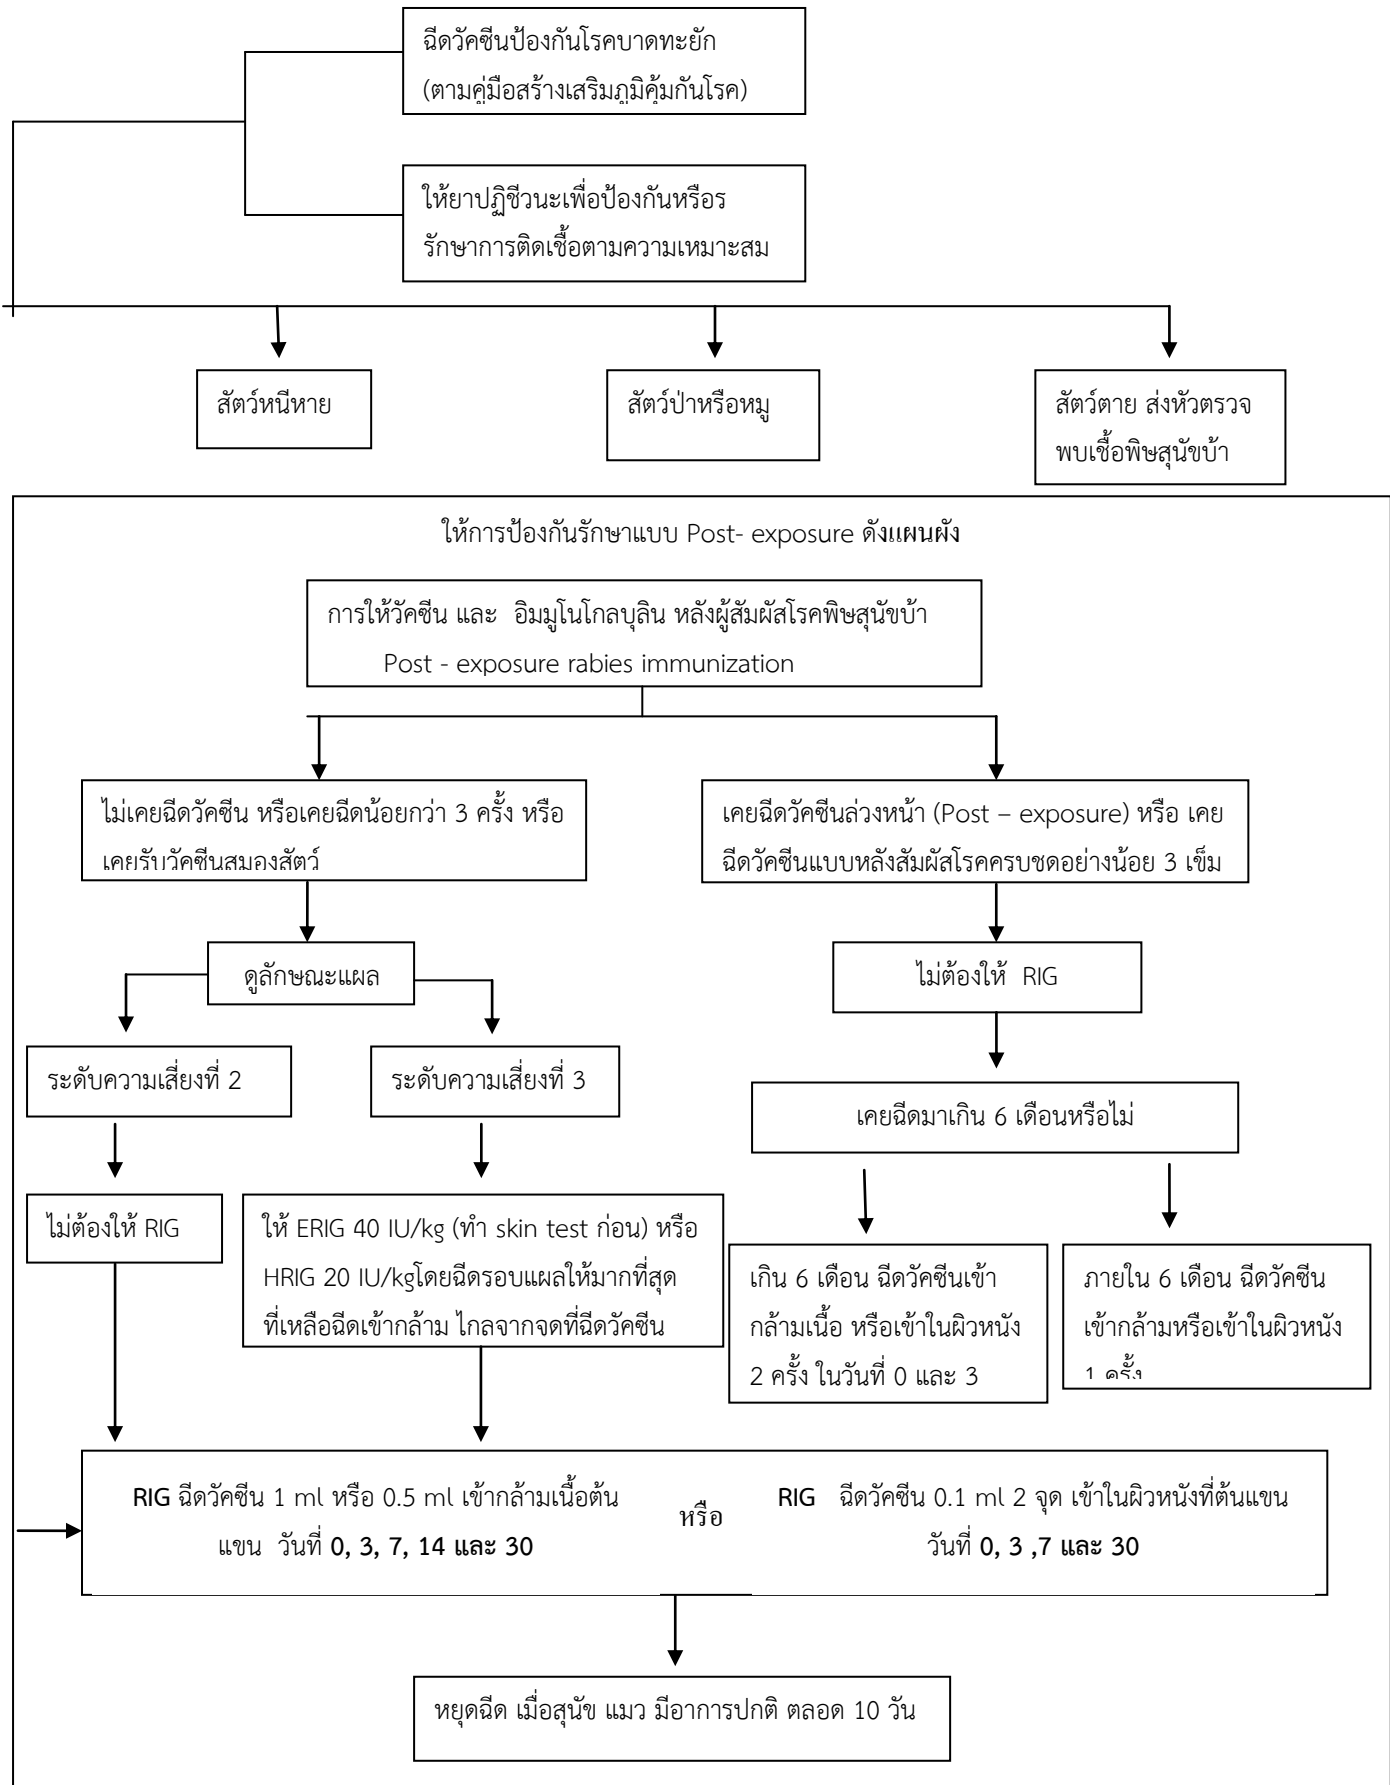 ฉีดวัคซีนป้องกันโรคบาดทะยัก
(ตามคู่มือสร้างเสริมภูมิคุ้มกันโรค)
ให้ยาปฏิชีวนะเพื่อป้องกันหรือร
รักษาการติดเชื้อตามความเหมาะสม
สัตว์หนีหาย
สัตว์ป่าหรือหมู
สัตว์ตาย ส่งหัวตรวจ
พบเชื้อพิษสุนัขบ้า
ให้การป้องกันรักษาแบบ Post- exposure ดังแผนผัง
การให้วัคซีน และ อิมมูโนโกลบุลิน หลังผู้สัมผัสโรคพิษสุนัขบ้า
Post - exposure rabies immunization
ไม่เคยฉีดวัคซีน หรือเคยฉีดน้อยกว่า 3 ครั้ง หรือ
เคยรับวัคซีนสมองสัตว์
เคยฉีดวัคซีนล่วงหน้า (Post – exposure) หรือ เคย
ฉีดวัคซีนแบบหลังสัมผัสโรคครบชดอย่างน้อย 3 เข็ม
ดูลักษณะแผล
ไม่ต้องให้ RIG
ระดับความเสี่ยงที่ 2
ระดับความเสี่ยงที่ 3
เคยฉีดมาเกิน 6 เดือนหรือไม่
ไม่ต้องให้ RIG
ให้ ERIG 40 IU/kg (ทำ skin test ก่อน) หรือ
HRIG 20 IU/kgโดยฉีดรอบแผลให้มากที่สุด
ที่เหลือฉีดเข้ากล้าม ไกลจากจดที่ฉีดวัคซีน
เกิน 6 เดือน ฉีดวัคซีนเข้า
กล้ามเนื้อ หรือเข้าในผิวหนัง
2 ครั้ง ในวันที่ 0 และ 3
ภายใน 6 เดือน ฉีดวัคซีน
เข้ากล้ามหรือเข้าในผิวหนัง
1 ครั้ง
RIG ฉีดวัคซีน 1 ml หรือ 0.5 ml เข้ากล้ามเนื้อต้น
แขน วันที่ 0, 3, 7, 14 และ 30
หรือ
RIG ฉีดวัคซีน 0.1 ml 2 จุด เข้าในผิวหนังที่ต้นแขน
วันที่ 0, 3 ,7 และ 30
หยุดฉีด เมื่อสุนัข แมว มีอาการปกติ ตลอด 10 วัน